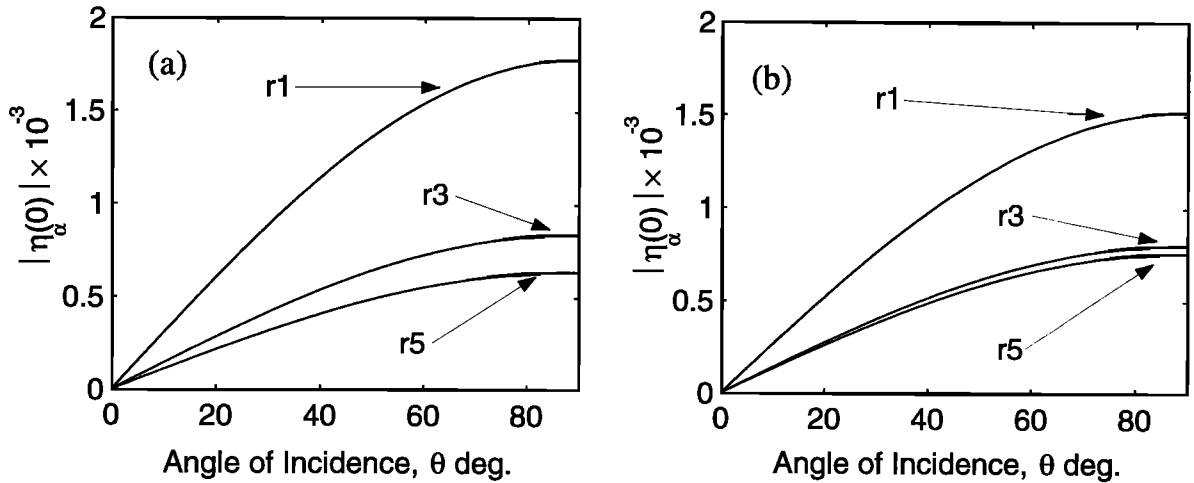 (a)
2
1.5
1
0.5
0
| η_α(0) | × 10^-3
r1
r3
r5
0 20 40 60 80
Angle of Incidence, θ deg.
(b)
2
1.5
1
0.5
0
| η_α(0) | × 10^-3
r1
r3
r5
0 20 40 60 80
Angle of Incidence, θ deg.